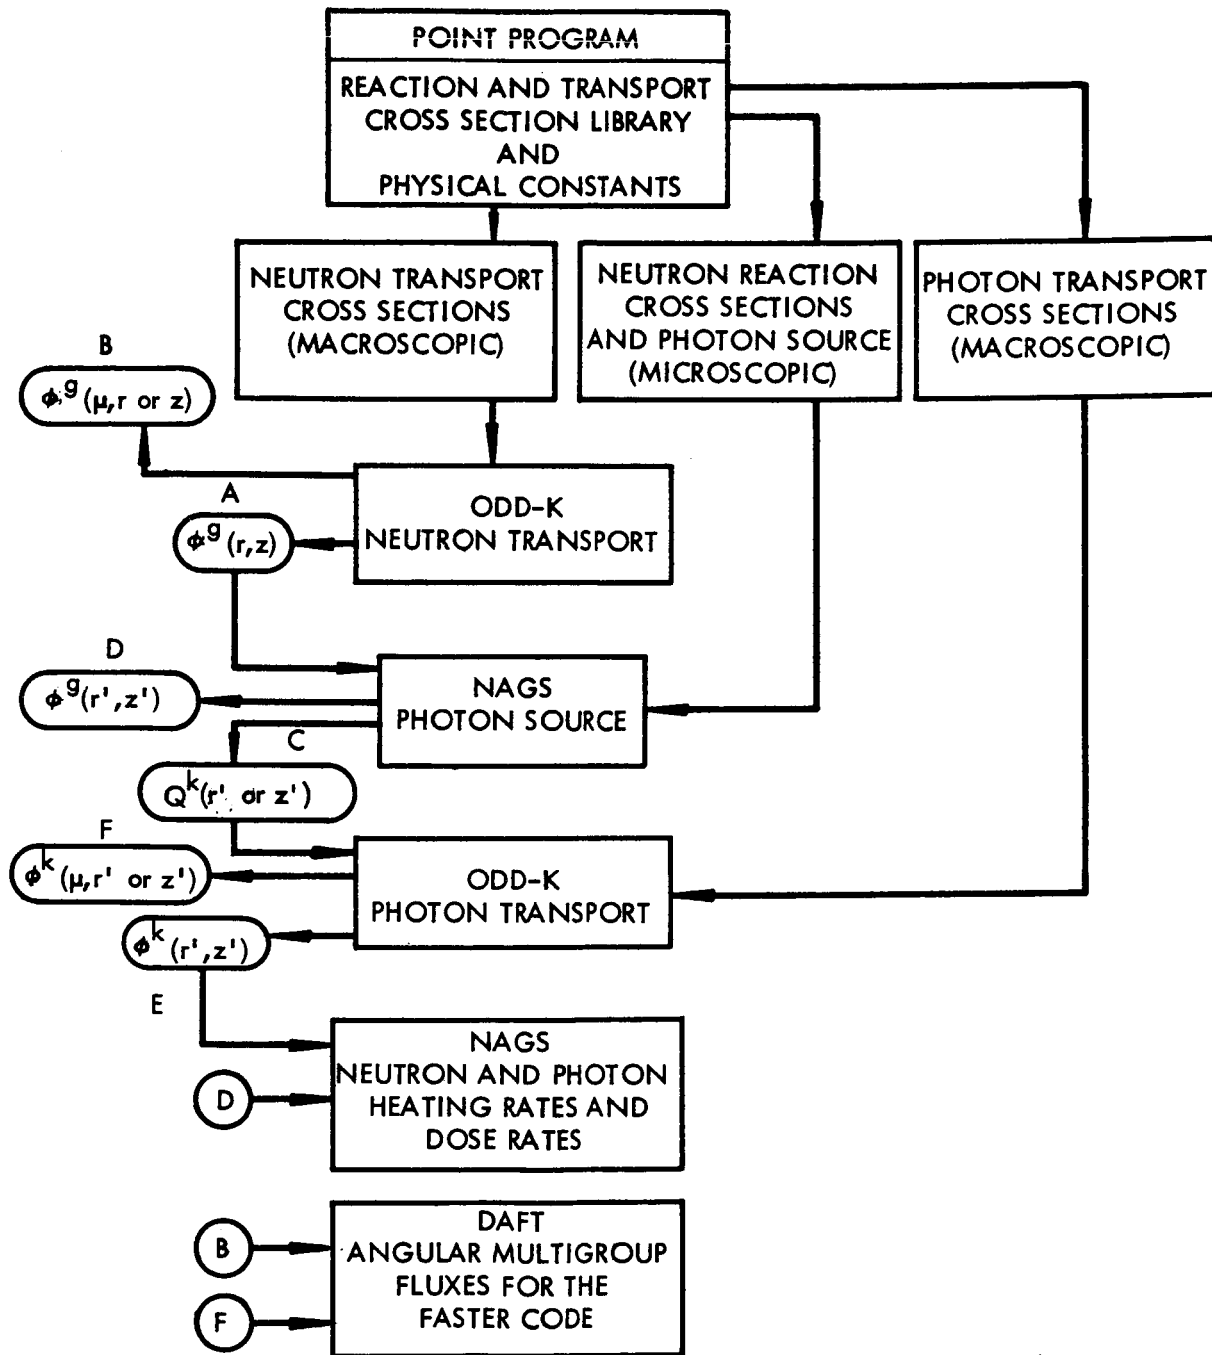 POINT PROGRAM
REACTION AND TRANSPORT
CROSS SECTION LIBRARY
AND
PHYSICAL CONSTANTS
NEUTRON TRANSPORT
CROSS SECTIONS
(MACROSCOPIC)
NEUTRON REACTION
CROSS SECTIONS
AND PHOTON SOURCE
(MICROSCOPIC)
PHOTON TRANSPORT
CROSS SECTIONS
(MACROSCOPIC)
B
ϕ^g (μ,r or z)
ODD-K
NEUTRON TRANSPORT
A
ϕ^g (r,z)
D
ϕ^g (r',z')
NAGS
PHOTON SOURCE
C
Q^k (r' or z')
F
ϕ^k (μ,r' or z')
ODD-K
PHOTON TRANSPORT
ϕ^k (r',z')
E
NAGS
NEUTRON AND PHOTON
HEATING RATES AND
DOSE RATES
D
DAFT
ANGULAR MULTIGROUP
FLUXES FOR THE
FASTER CODE
B
F